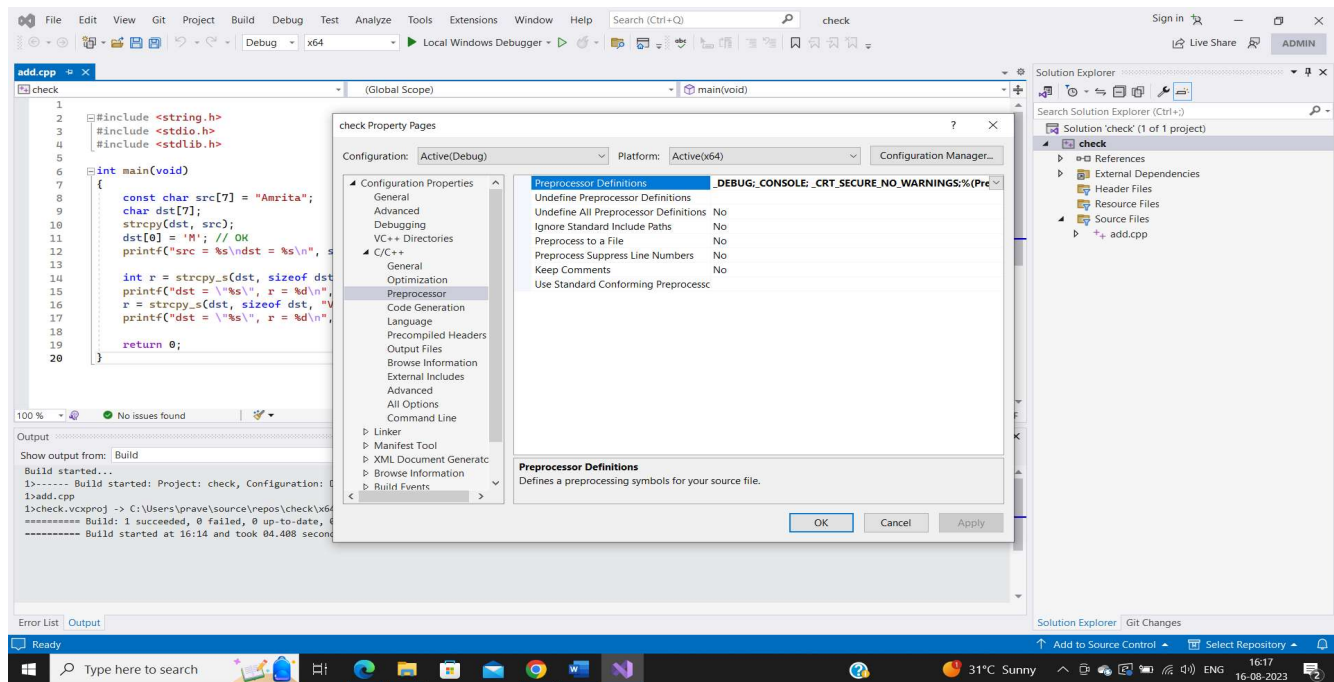 File Edit View Git Project Build Debug Test Analyze Tools Extensions Window Help Search (Ctrl+Q) check Sign in
Debug x64 Local Windows Debugger Live Share ADMIN
add.cpp
check (Global Scope) main(void)
1
2 #include <string.h>
3 #include <stdio.h>
4 #include <stdlib.h>
5
6 int main(void)
7 {
8 const char src[7] = "Amrita";
9 char dst[7];
10 strcpy(dst, src);
11 dst[0] = 'M'; // OK
12 printf("src = %s\ndst = %s\n", s
13
14 int r = strcpy_s(dst, sizeof dst
15 printf("dst = \"%s\", r = %d\n",
16 r = strcpy_s(dst, sizeof dst, "V
17 printf("dst = \"%s\", r = %d\n",
18
19 return 0;
20 }
100 % No issues found
Output
Show output from: Build
Build started...
1>------ Build started: Project: check, Configuration:
1>add.cpp
1>check.vcxproj -> C:\Users\prave\source\repos\check\x64
========== Build: 1 succeeded, 0 failed, 0 up-to-date,
========== Build started at 16:14 and took 04.408 secon
Error List Output
check Property Pages ?
Configuration: Active(Debug) Platform: Active(x64) Configuration Manager...
Configuration Properties
General
Advanced
Debugging
VC++ Directories
C/C++
General
Optimization
Preprocessor
Code Generation
Language
Precompiled Headers
Output Files
Browse Information
External Includes
Advanced
All Options
Command Line
Linker
Manifest Tool
XML Document Generatc
Browse Information
Build Events
Preprocessor Definitions _DEBUG;_CONSOLE; _CRT_SECURE_NO_WARNINGS;%(Pre
Undefine Preprocessor Definitions
Undefine All Preprocessor Definitions No
Ignore Standard Include Paths No
Preprocess to a File No
Preprocess Suppress Line Numbers No
Keep Comments No
Use Standard Conforming Preprocessc
Preprocessor Definitions
Defines a preprocessing symbols for your source file.
OK Cancel Apply
Solution Explorer
Search Solution Explorer (Ctrl+;)
Solution 'check' (1 of 1 project)
check
References
External Dependencies
Header Files
Resource Files
Source Files
++ add.cpp
Solution Explorer Git Changes
Ready Add to Source Control Select Repository
Type here to search 31°C Sunny ENG 16:17
16-08-2023 2